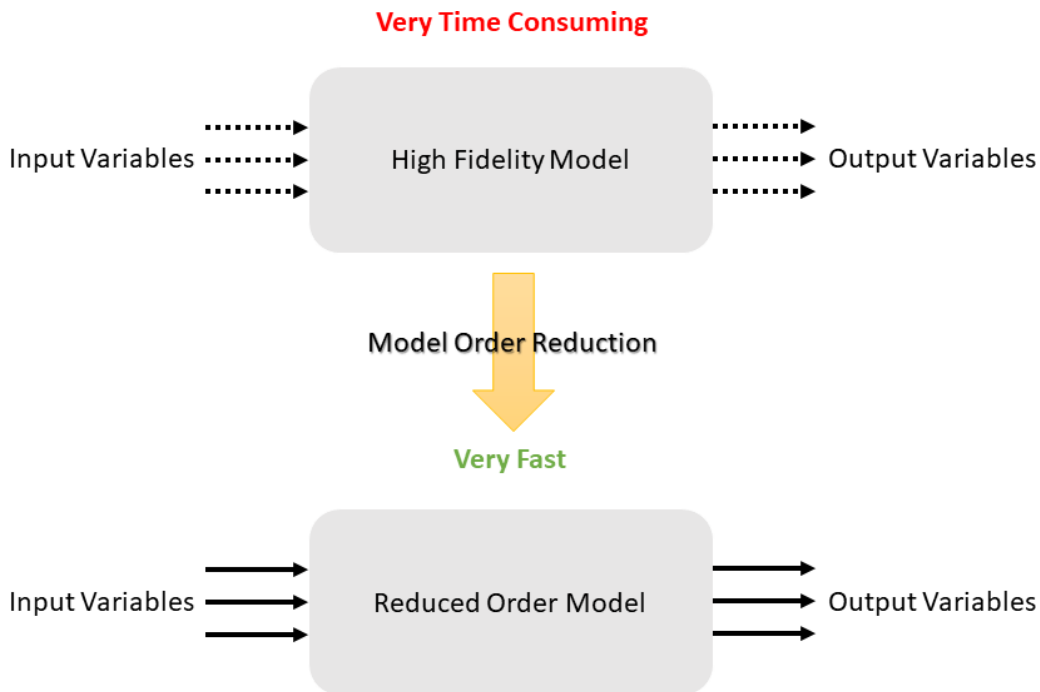 Very Time Consuming
Input Variables
High Fidelity Model
Output Variables
Model Order Reduction
Very Fast
Input Variables
Reduced Order Model
Output Variables